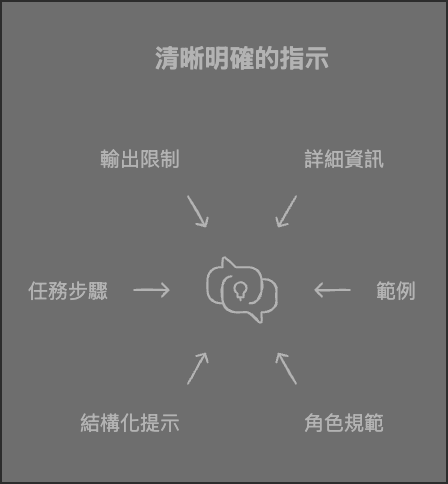 清晰明確的指示
輸出限制
詳細資訊
任務步驟
範例
結構化提示
角色規範